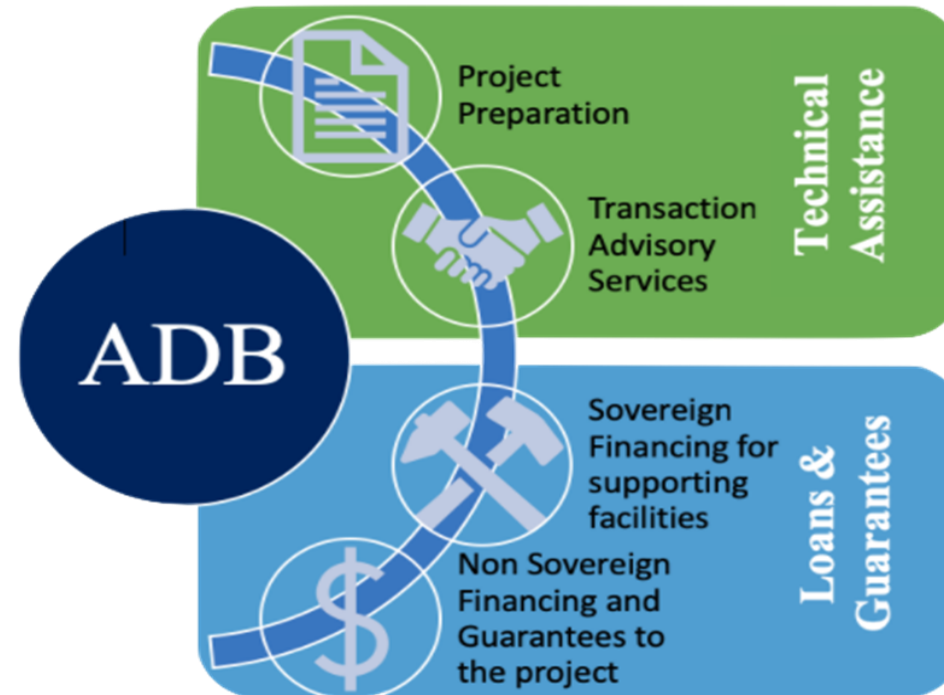 ADB
Project
Preparation
Transaction
Advisory
Services
Technical
Assistance
Sovereign
Financing for
supporting
facilities
Non Sovereign
Financing and
Guarantees to
the project
Loans &
Guarantees